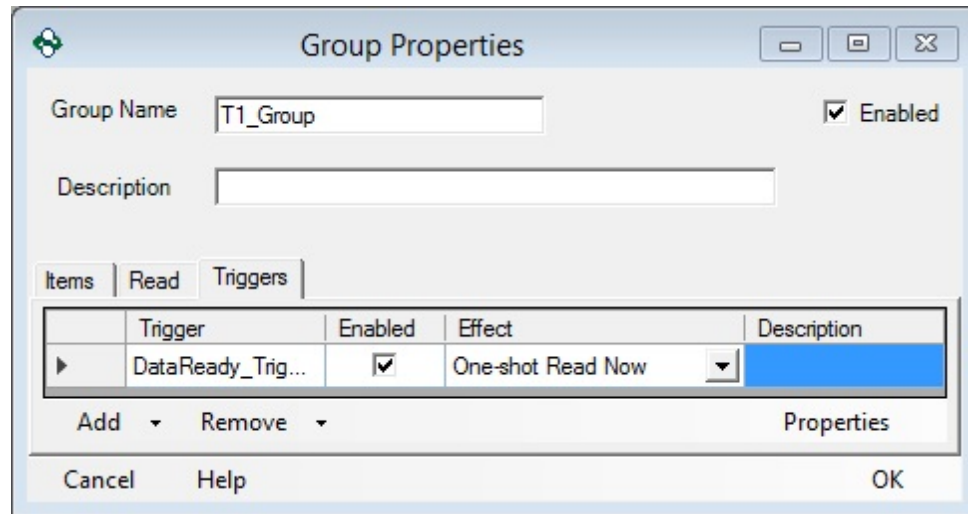 Group Properties
Group Name T1_Group Enabled
Description
Items Read Triggers
Trigger Enabled Effect Description
DataReady_Trig... One-shot Read Now
Add Remove Properties
Cancel Help OK